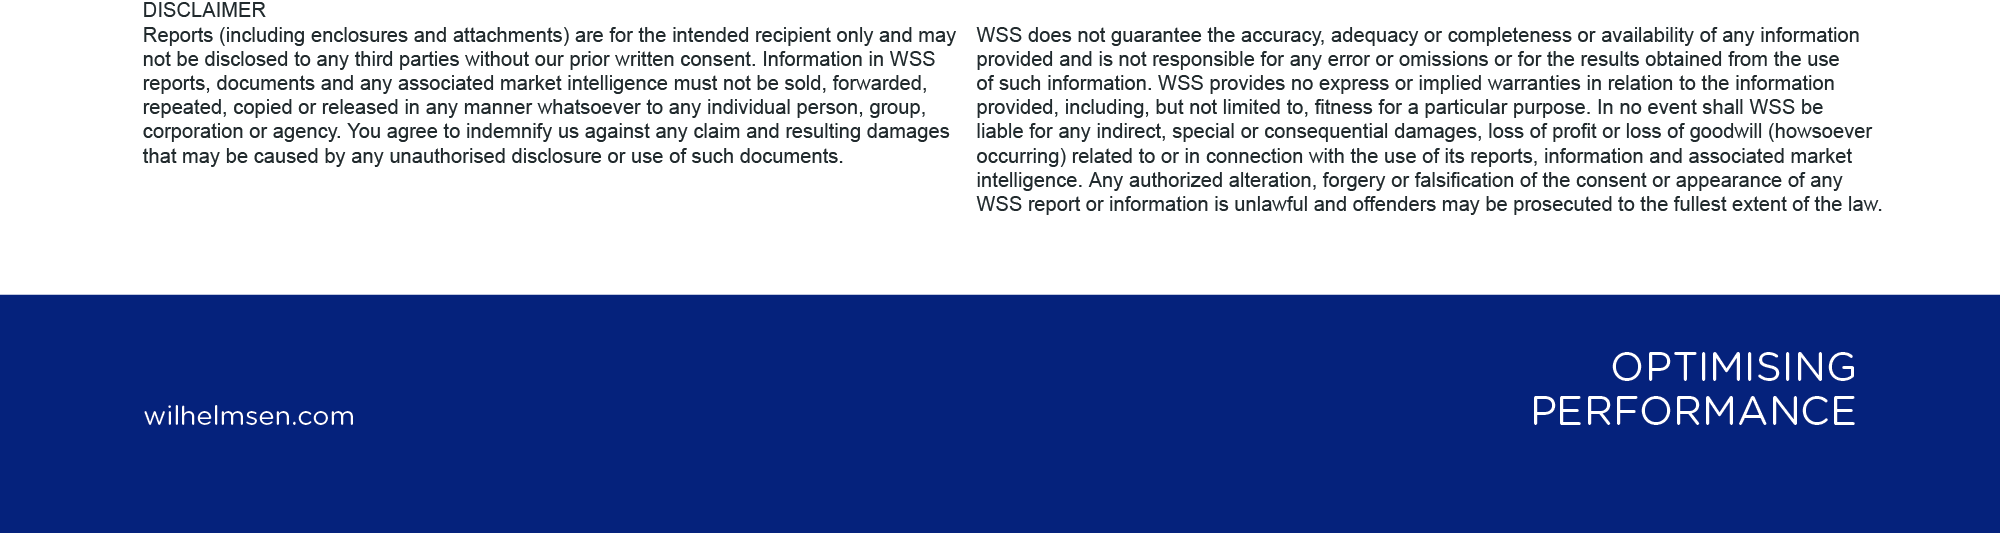 DISCLAIMER
Reports (including enclosures and attachments) are for the intended recipient only and may
not be disclosed to any third parties without our prior written consent. Information in WSS
reports, documents and any associated market intelligence must not be sold, forwarded,
repeated, copied or released in any manner whatsoever to any individual person, group,
corporation or agency. You agree to indemnify us against any claim and resulting damages
that may be caused by any unauthorised disclosure or use of such documents.
WSS does not guarantee the accuracy, adequacy or completeness or availability of any information
provided and is not responsible for any error or omissions or for the results obtained from the use
of such information. WSS provides no express or implied warranties in relation to the information
provided, including, but not limited to, fitness for a particular purpose. In no event shall WSS be
liable for any indirect, special or consequential damages, loss of profit or loss of goodwill (howsoever
occurring) related to or in connection with the use of its reports, information and associated market
intelligence. Any authorized alteration, forgery or falsification of the consent or appearance of any
WSS report or information is unlawful and offenders may be prosecuted to the fullest extent of the law.
wilhelmsen.com
OPTIMISING
PERFORMANCE